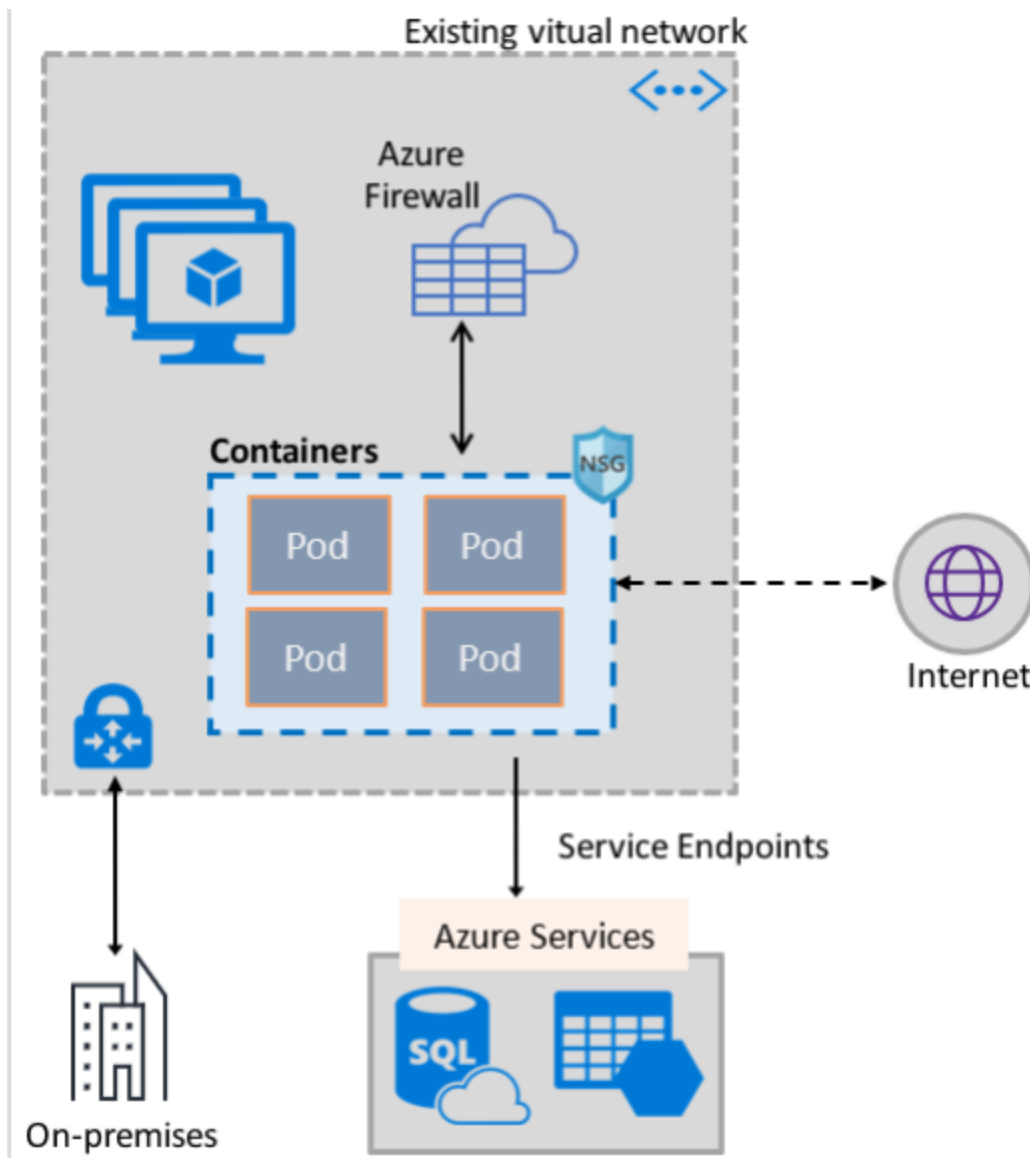 Existing vitual network
Azure
Firewall
Containers
NSG
Pod
Pod
Pod
Pod
Internet
Service Endpoints
Azure Services
SQL
On-premises